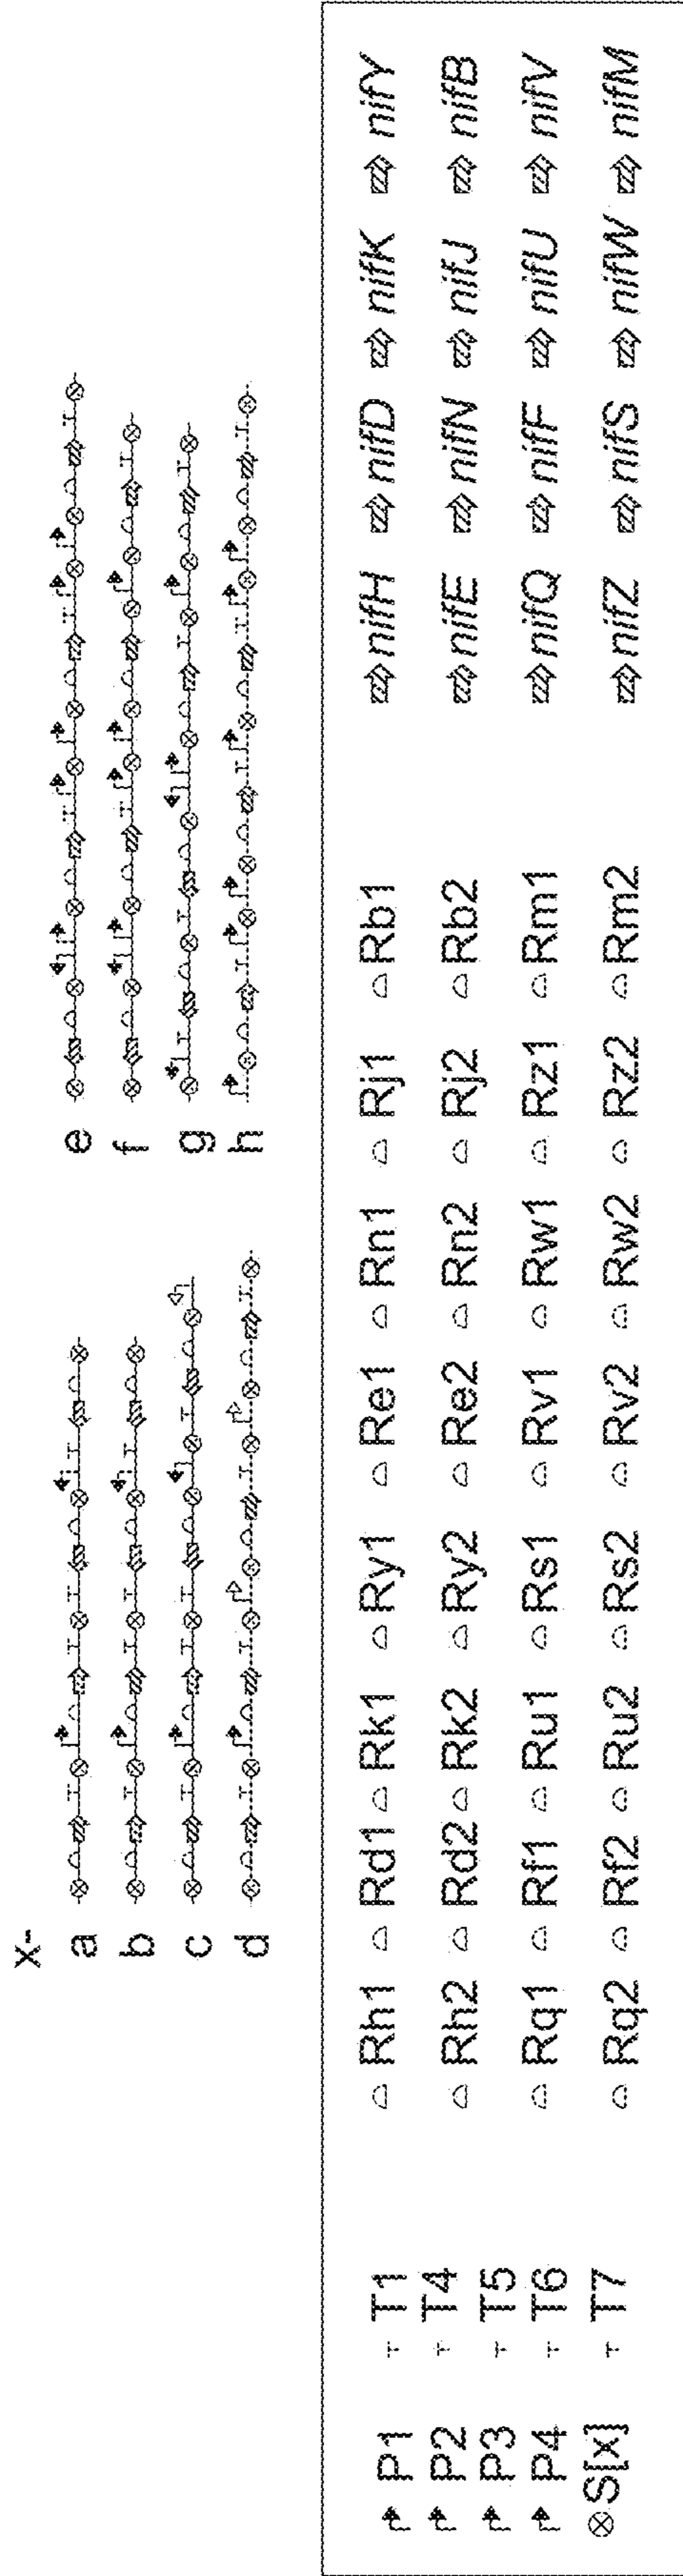 x-
a e
b f
c g
d h
P1 T1 Rh1 Rd1 Rk1 Ry1 Re1 Rn1 Rj1 Rb1 nifH nifD nifK nifY
P2 T4 Rh2 Rd2 Rk2 Ry2 Re2 Rn2 Rj2 Rb2 nifE nifN nifJ nifB
P3 T5
P4 T6 Rq1 Rf1 Ru1 Rs1 Rv1 Rw1 Rz1 Rm1 nifQ nifF nifU nifV
S[x] T7 Rq2 Rf2 Ru2 Rs2 Rv2 Rw2 Rz2 Rm2 nifZ nifS nifW nifM